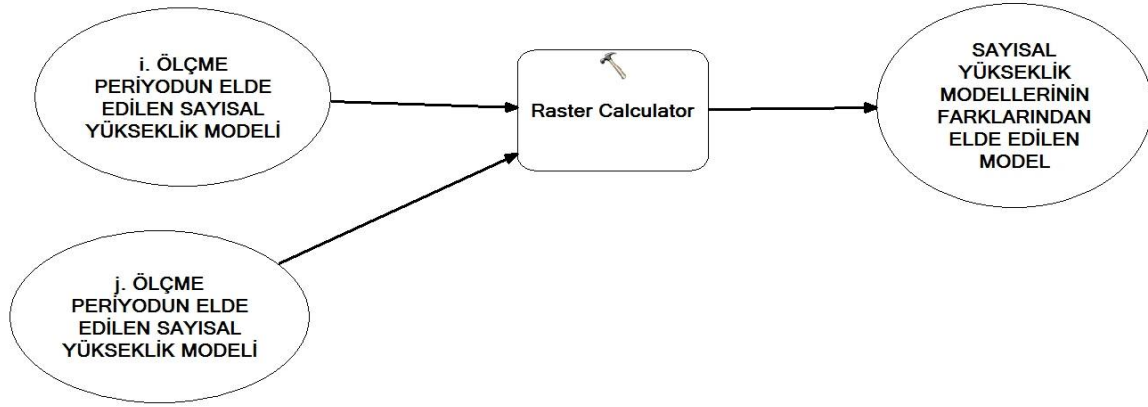 i. ÖLÇME
PERİYODUN ELDE
EDİLEN SAYISAL
YÜKSEKLİK MODELİ
Raster Calculator
SAYISAL
YÜKSEKLİK
MODELLERİNİN
FARKLARINDAN
ELDE EDİLEN
MODEL
j. ÖLÇME
PERİYODUN ELDE
EDİLEN SAYISAL
YÜKSEKLİK MODELİ